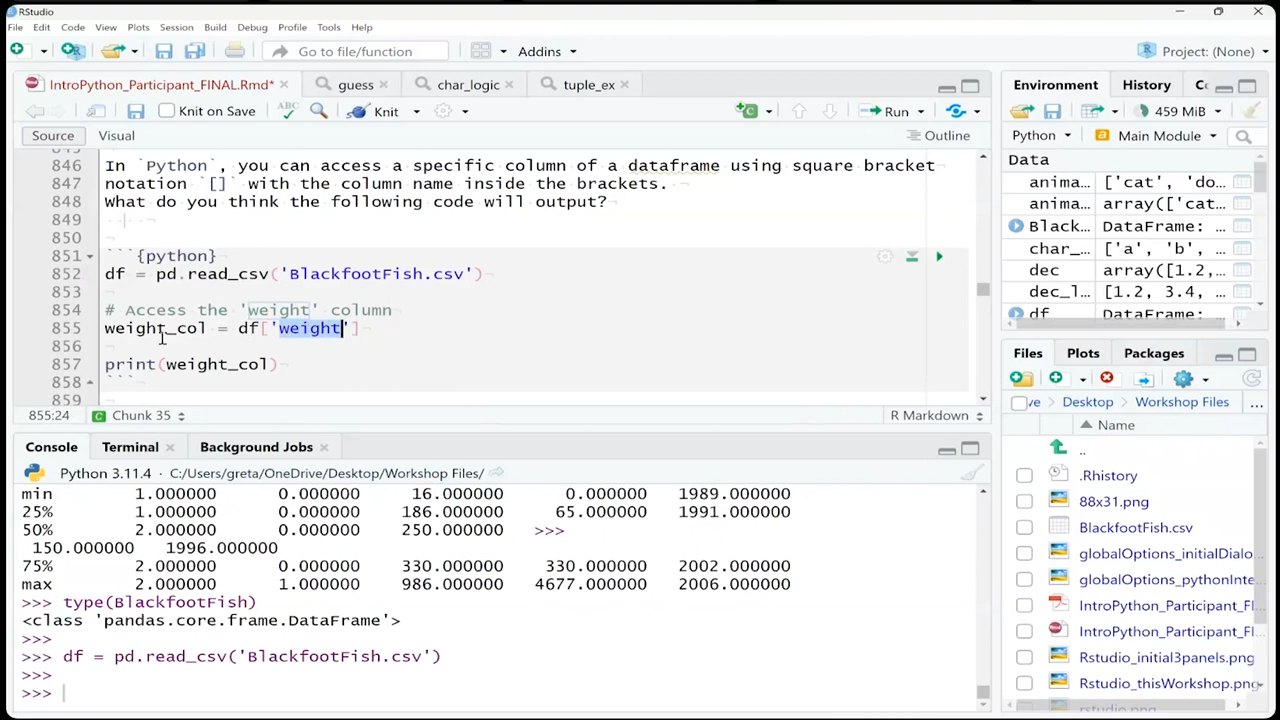 RStudio
File Edit Code View Plots Session Build Debug Profile Tools Help
Go to file/function Addins Project: (None)
IntroPython_Participant_FINAL.Rmd* guess char_logic tuple_ex
Knit on Save ABC Knit Run
Source Visual Outline
846 In `Python`, you can access a specific column of a dataframe using square bracket
847 notation `[]` with the column name inside the brackets.
848 What do you think the following code will output?
849
850
851 ```{python}
852 df = pd.read_csv('BlackfootFish.csv')
853
854 # Access the 'weight' column
855 weight_col = df['weight']
856
857 print(weight_col)
858 ```
859
855:24 Chunk 35 R Markdown
Console Terminal Background Jobs
Python 3.11.4 · C:/Users/greta/OneDrive/Desktop/Workshop Files/
min 1.000000 0.000000 16.000000 0.000000 1989.000000
25% 1.000000 0.000000 186.000000 65.000000 1991.000000
50% 2.000000 0.000000 250.000000 >>>
150.000000 1996.000000
75% 2.000000 0.000000 330.000000 330.000000 2002.000000
max 2.000000 1.000000 986.000000 4677.000000 2006.000000
>>> type(BlackfootFish)
<class 'pandas.core.frame.DataFrame'>
>>>
>>> df = pd.read_csv('BlackfootFish.csv')
>>>
>>>
Environment History
459 MiB
Python Main Module
Data
anima... ['cat', 'do...
anima... array(['cat...
Black... DataFrame: ...
char_... ['a', 'b', ...
dec array([1.2, ...
dec_l... [1.2, 3.4, ...
df DataFrame: ...
Files Plots Packages
ve Desktop Workshop Files ...
Name
..
.Rhistory
88x31.png
BlackfootFish.csv
globalOptions_initialDialo...
globalOptions_pythonInte...
IntroPython_Participant_FI...
IntroPython_Participant_FI...
Rstudio_initial3panels.png
Rstudio_thisWorkshop.png
rstudio.png